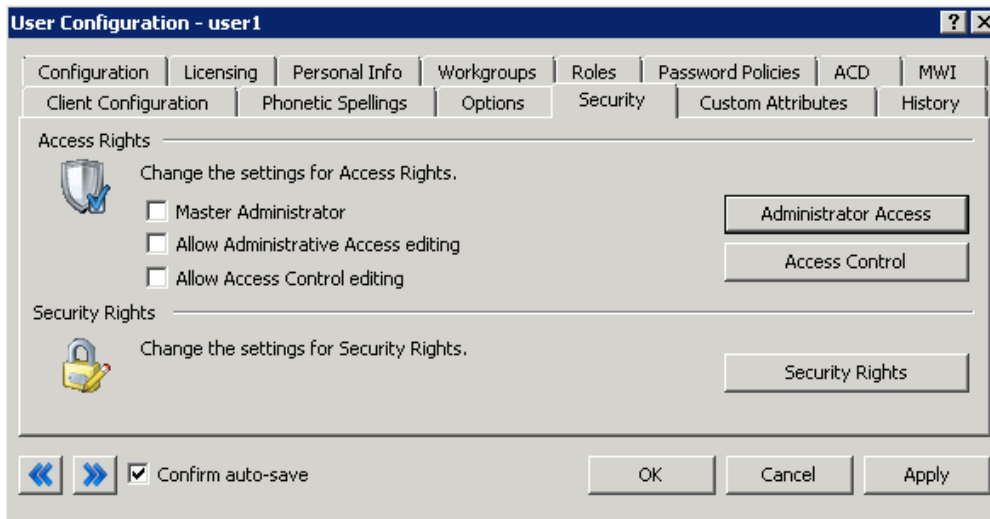 User Configuration - user1
Configuration Licensing Personal Info Workgroups Roles Password Policies ACD MWI
Client Configuration Phonetic Spellings Options Security Custom Attributes History
Access Rights
Change the settings for Access Rights.
Master Administrator
Administrator Access
Allow Administrative Access editing
Access Control
Allow Access Control editing
Security Rights
Change the settings for Security Rights.
Security Rights
Confirm auto-save
OK Cancel Apply